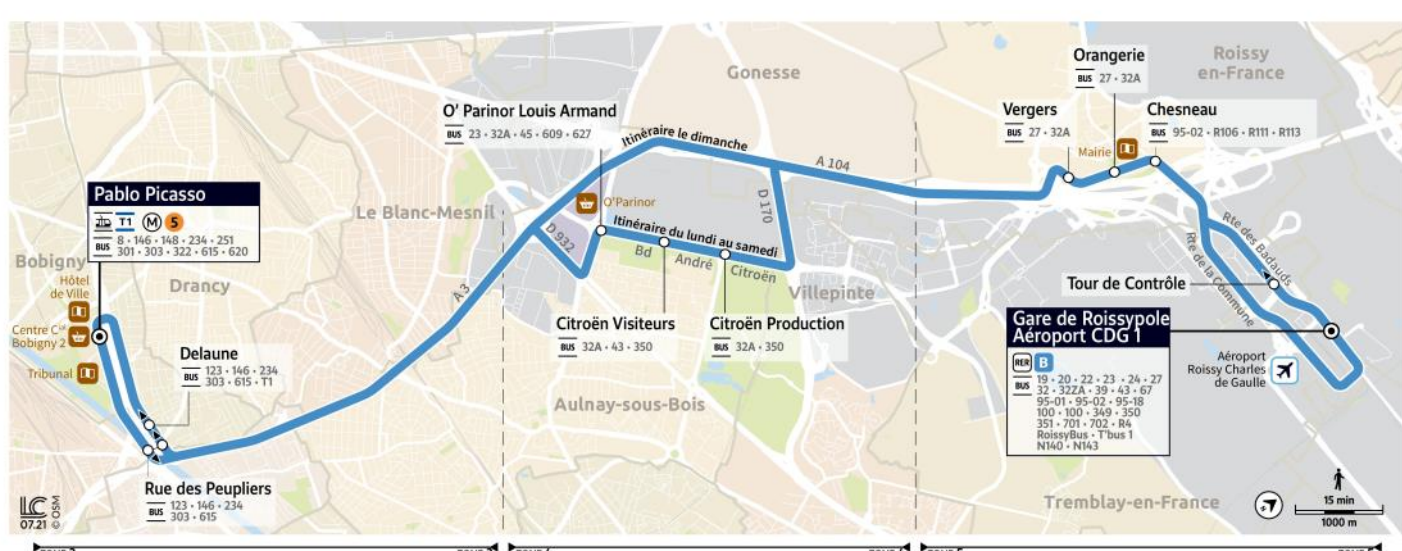 Gonesse
Roissy
en-France
Orangerie
BUS 27 • 32A
Vergers
BUS 27 • 32A
Chesneau
BUS 95-02 • R106 • R111 • R113
Mairie
O' Parinor Louis Armand
BUS 23 • 32A • 45 • 609 • 627
Itinéraire le dimanche
A 104
Pablo Picasso
T1 M 5
BUS 8 • 146 • 148 • 234 • 251
301 • 303 • 322 • 615 • 620
Le Blanc-Mesnil
O'Parinor
D 932
Itinéraire du lundi au samedi
Bd André Citroën
D 170
Rte des Badauds
Rte de la Commune
Bobigny
Hôtel
de Ville
Drancy
A 3
Villepinte
Tour de Contrôle
Centre Cial
Bobigny 2
Tribunal
Delaune
BUS 123 • 146 • 234
303 • 615 • T1
Citroën Visiteurs
BUS 32A • 43 • 350
Citroën Production
BUS 32A • 350
Gare de Roissypole
Aéroport CDG 1
RER B
BUS 19 • 20 • 22 • 23 • 24 • 27
32 • 32ZA • 39 • 43 • 67
95-01 • 95-02 • 95-18
100 • 100 • 349 • 350
351 • 701 • 702 • R4
RoissyBus • T'bus 1
N140 • N143
Aéroport
Roissy Charles
de Gaulle
Aulnay-sous-Bois
Rue des Peupliers
BUS 123 • 146 • 234
303 • 615
Tremblay-en-France
LC
07.21 © OSM
15 min
1000 m